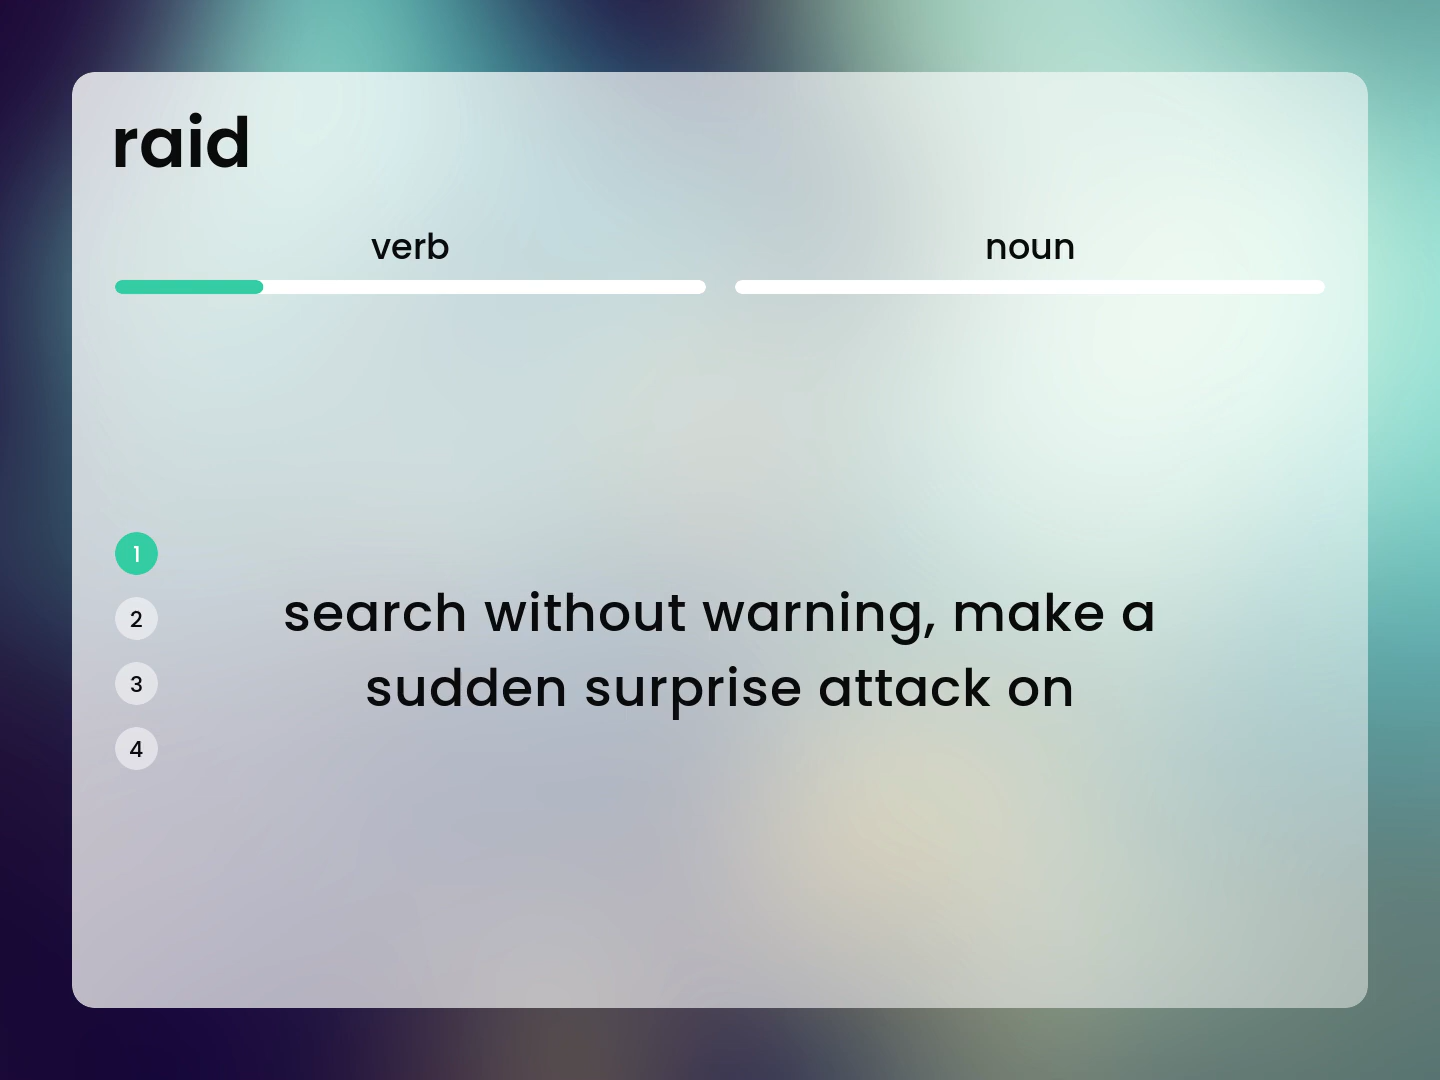 raid
verb
noun
1
2
3
4
search without warning, make a
sudden surprise attack on